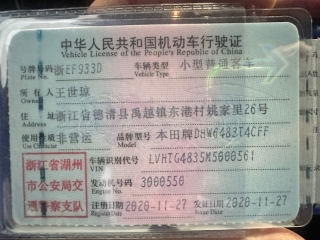 中华人民共和国机动车行驶证
Vehicle License of the People's Republic of China
号牌号码 浙EF933D 车辆类型 小型普通客车
Plate No. Vehicle Type
所有人 王世琼
Owner
住址 浙江省德清县禹越镇东港村姚家里26号
Address
使用性质 非营运 品牌型号 本田牌DHW6483T4CFF
Use Character Model
浙江省湖州市公安局交通警察支队
车辆识别代号 LVHTG4835M5000561
VIN
发动机号码 3000550
Engine No.
注册日期 2020-11-27 发证日期 2020-11-27
Register Date Issue Date